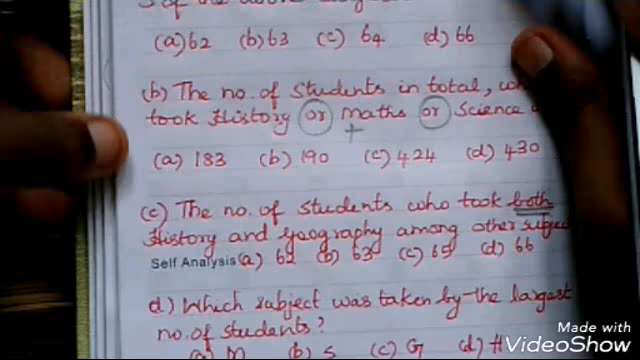 (a) 62 (b) 63 (c) 64 (d) 66
(b) The no. of students in total,
took History or maths or Science
+
(a) 183 (b) 190 (c) 424 (d) 430
(c) The no. of students who took both
History and Geography among other subjec
Self Analysis (a) 62 (b) 63 (c) 65 (d) 66
d) Which subject was taken by the largest
no. of students?
(a) M (b) S (c) G (d) H
Made with
VideoShow